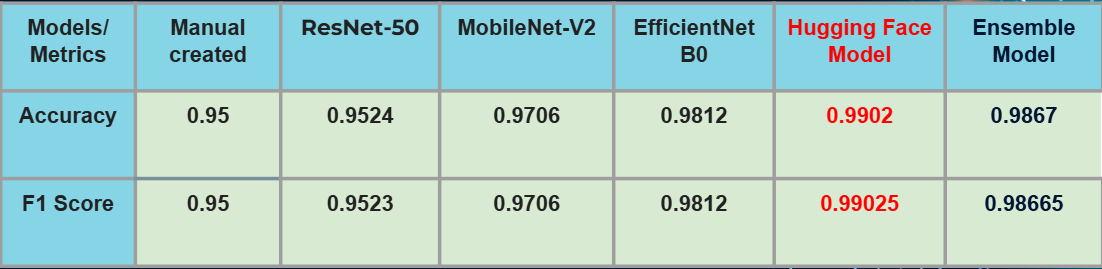 Models/ Manual ResNet-50 MobileNet-V2 EfficientNet Hugging Face Ensemble
Metrics created B0 Model Model
Accuracy 0.95 0.9524 0.9706 0.9812 0.9902 0.9867
F1 Score 0.95 0.9523 0.9706 0.9812 0.99025 0.98665